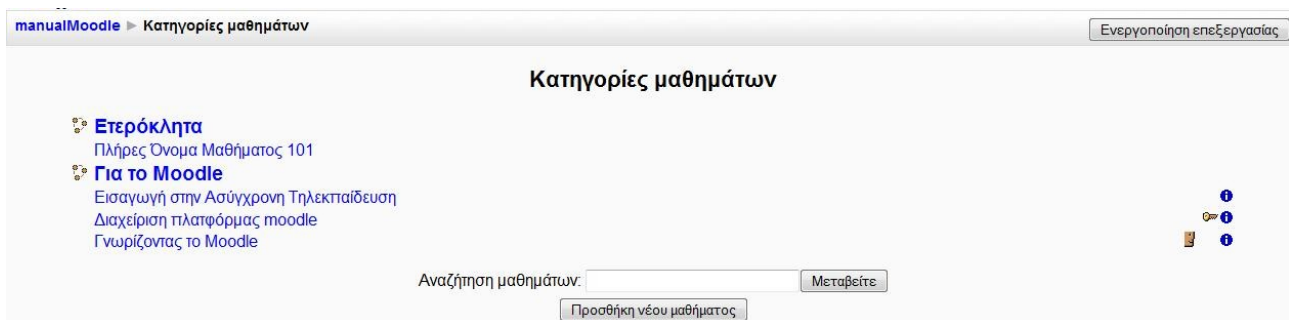 manualMoodle ► Κατηγορίες μαθημάτων
Ενεργοποίηση επεξεργασίας
Κατηγορίες μαθημάτων
Ετερόκλητα
Πλήρες Όνομα Μαθήματος 101
Για το Moodle
Εισαγωγή στην Ασύγχρονη Τηλεκπαίδευση
Διαχείριση πλατφόρμας moodle
Γνωρίζοντας το Moodle
Αναζήτηση μαθημάτων: Μεταβείτε
Προσθήκη νέου μαθήματος